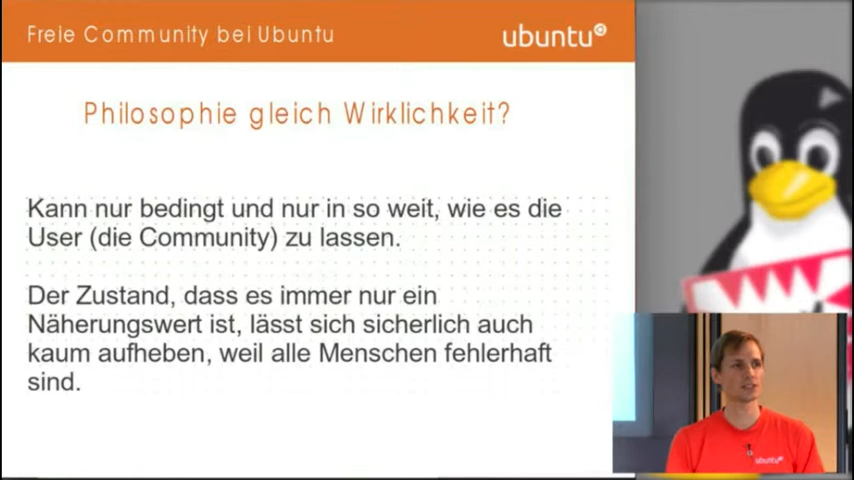 Freie Community bei Ubuntu
ubuntu
Philosophie gleich Wirklichkeit?
Kann nur bedingt und nur in so weit, wie es die
User (die Community) zu lassen.
Der Zustand, dass es immer nur ein
Näherungswert ist, lässt sich sicherlich auch
kaum aufheben, weil alle Menschen fehlerhaft
sind.
ubuntu